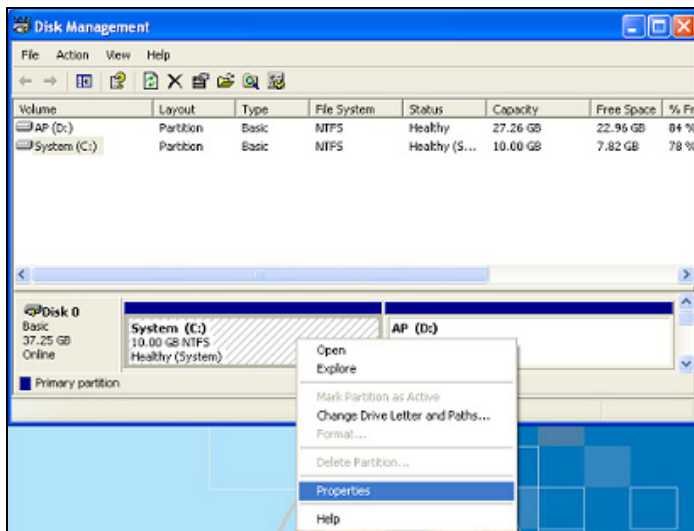 Disk Management
File Action View Help
Volume Layout Type File System Status Capacity Free Space % Fr
AP (D:) Partition Basic NTFS Healthy 27.26 GB 22.96 GB 84 %
System (C:) Partition Basic NTFS Healthy (S... 10.00 GB 7.82 GB 78 %
Disk 0
Basic
37.25 GB
Online
System (C:)
10.00 GB NTFS
Healthy (System)
AP (D:)
Primary partition
Open
Explore
Mark Partition as Active
Change Drive Letter and Paths...
Format...
Delete Partition...
Properties
Help